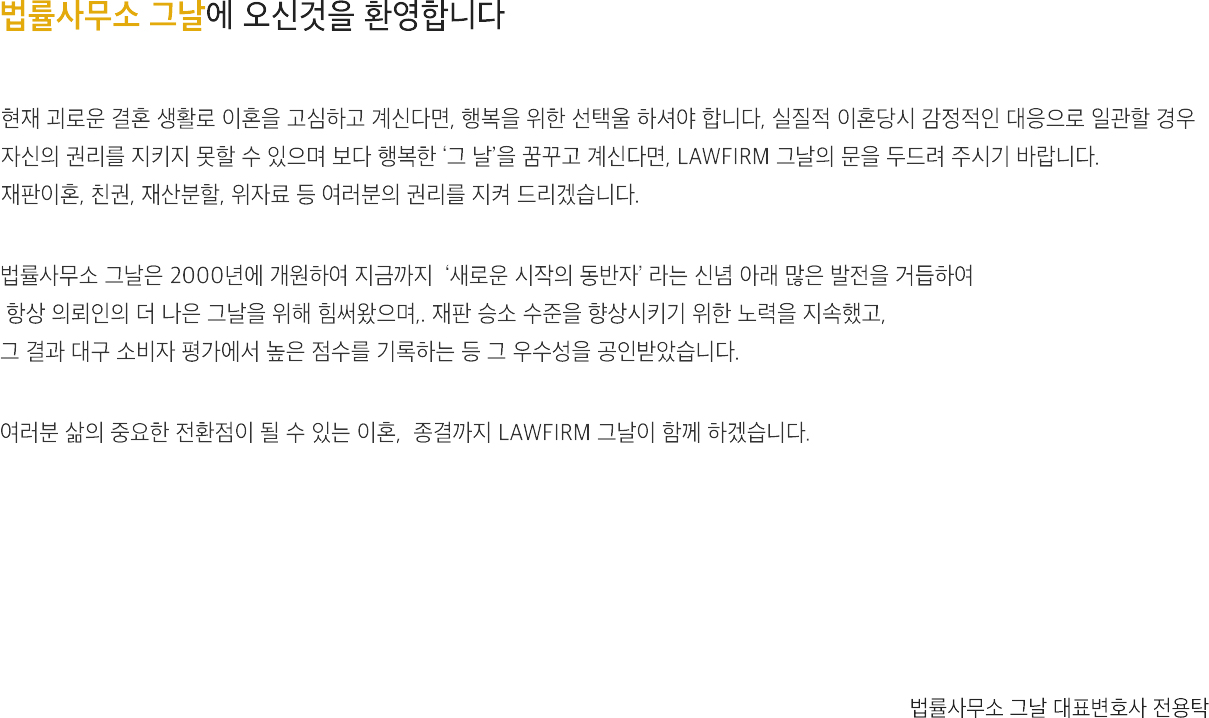 법률사무소 그날에 오신것을 환영합니다
현재 괴로운 결혼 생활로 이혼을 고심하고 계신다면, 행복을 위한 선택울 하셔야 합니다, 실질적 이혼당시 감정적인 대응으로 일관할 경우
자신의 권리를 지키지 못할 수 있으며 보다 행복한 ‘그 날’을 꿈꾸고 계신다면, LAWFIRM 그날의 문을 두드려 주시기 바랍니다.
재판이혼, 친권, 재산분할, 위자료 등 여러분의 권리를 지켜 드리겠습니다.
법률사무소 그날은 2000년에 개원하여 지금까지 ‘새로운 시작의 동반자’ 라는 신념 아래 많은 발전을 거듭하여
항상 의뢰인의 더 나은 그날을 위해 힘써왔으며,. 재판 승소 수준을 향상시키기 위한 노력을 지속했고,
그 결과 대구 소비자 평가에서 높은 점수를 기록하는 등 그 우수성을 공인받았습니다.
여러분 삶의 중요한 전환점이 될 수 있는 이혼, 종결까지 LAWFIRM 그날이 함께 하겠습니다.
법률사무소 그날 대표변호사 전용탁